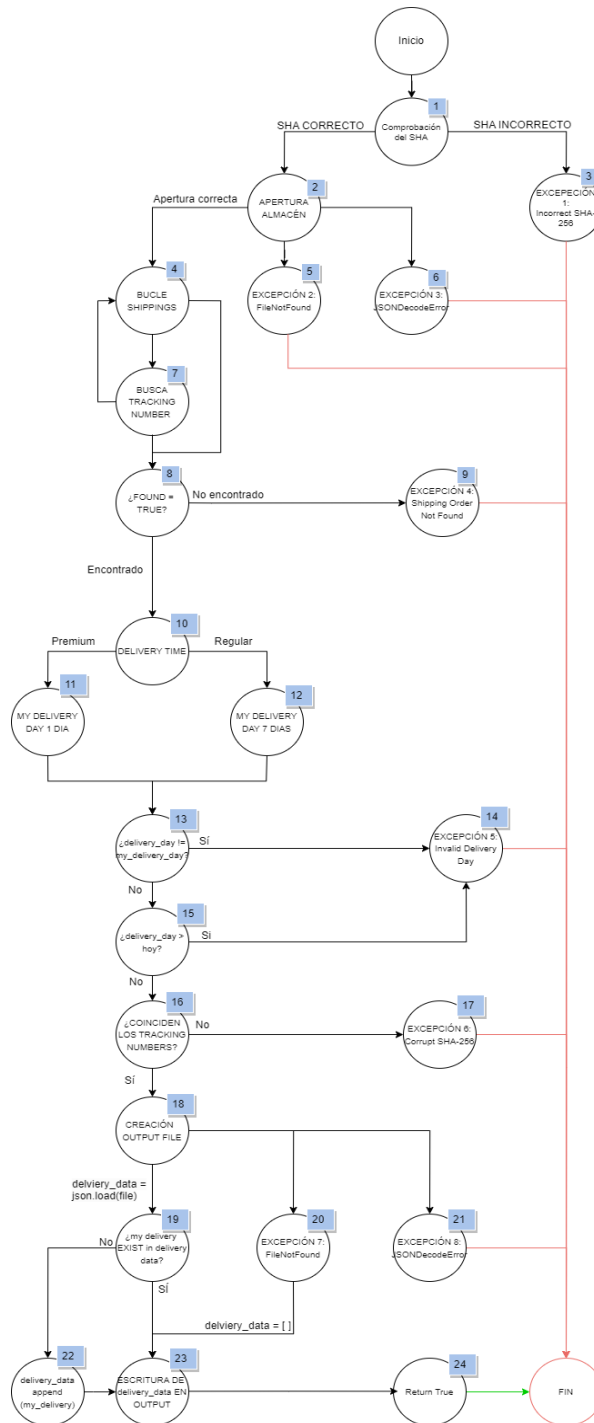 Inicio
1
SHA CORRECTO
SHA INCORRECTO
Comprobación
del SHA
2
3
Apertura correcta
APERTURA
ALMACÉN
EXCEPECIÓN
1:
Incorrect SHA-
256
4
5
6
BUCLE
SHIPPINGS
EXCEPCIÓN 2:
FileNotFound
EXCEPCIÓN 3:
JSONDecodeError
7
BUSCA
TRACKING
NUMBER
8
9
¿FOUND =
TRUE?
No encontrado
EXCEPCIÓN 4:
Shipping Order
Not Found
Encontrado
10
Premium
DELIVERY TIME
Regular
11
12
MY DELIVERY
DAY 1 DIA
MY DELIVERY
DAY 7 DIAS
13
14
¿delivery_day !=
my_delivery_day?
Sí
EXCEPCIÓN 5:
Invalid Delivery
Day
No
15
¿delivery_day >
hoy?
Si
No
16
17
¿COINCIDEN
LOS TRACKING
NUMBERS?
No
EXCEPCIÓN 6:
Corrupt SHA-256
Sí
18
CREACIÓN
OUTPUT FILE
delviery_data =
json.load(file)
19
20
21
No
¿my delivery
EXIST in delivery
data?
EXCEPCIÓN 7:
FileNotFound
EXCEPCIÓN 8:
JSONDecodeError
SÍ
delviery_data = [ ]
22
23
24
delivery_data
append
(my_delivery)
ESCRITURA DE
delivery_data EN
OUTPUT
Return True
FIN